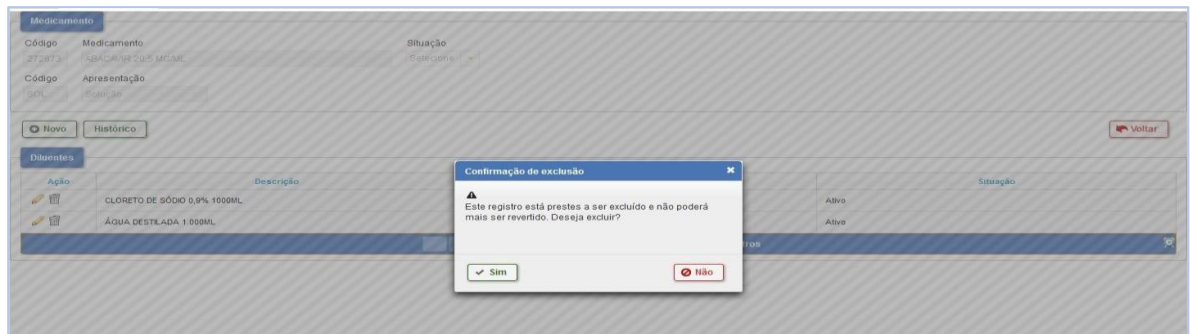 Medicamento
Código Medicamento Situação
272873 ABACAVIR 20,5 MG/ML Selecione
Código Apresentação
SOL Solução
Novo Histórico Voltar
Diluentes
Ação Descrição Situação
CLORETO DE SÓDIO 0,9% 1000ML Ativo
ÁGUA DESTILADA 1.000ML Ativo
tros
Confirmação de exclusão
Este registro está prestes a ser excluído e não poderá
mais ser revertido. Deseja excluir?
Sim Não